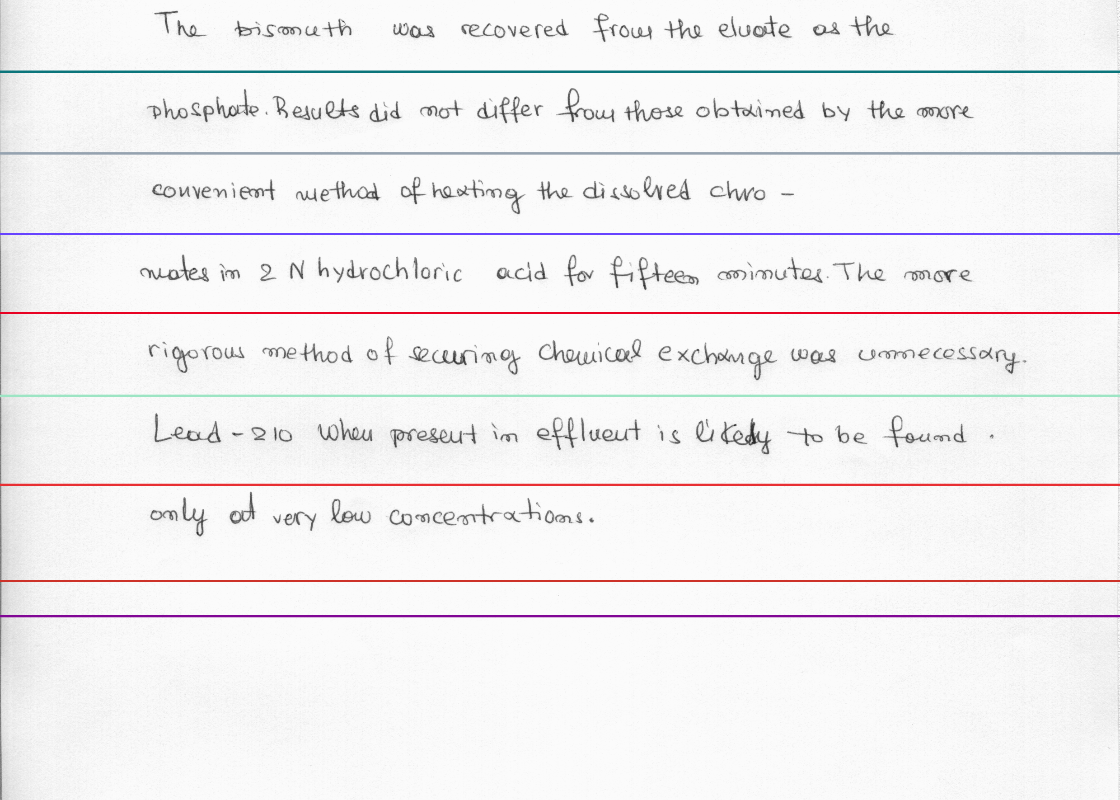 The bismuth was recovered from the eluate as the
phosphate. Results did not differ from those obtained by the more
convenient method of heating the dissolved chro -
mates in 2 N hydrochloric acid for fifteen minutes. The more
rigorous method of securing chemical exchange was unnecessary.
Lead - 210 when present in effluent is likely to be found .
only at very low concentrations.